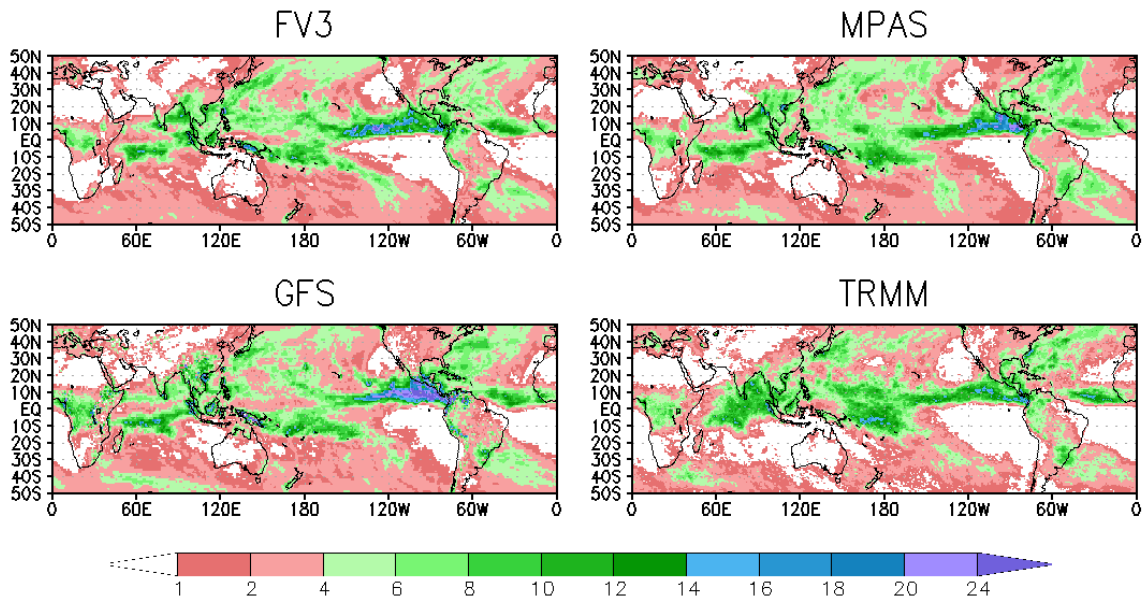 FV3 MPAS
50N 50N
40N 40N
30N 30N
20N 20N
10N 10N
EQ EQ
10S 10S
20S 20S
30S 30S
40S 40S
50S 50S
0 60E 120E 180 120W 60W 0 0 60E 120E 180 120W 60W 0
GFS TRMM
50N 50N
40N 40N
30N 30N
20N 20N
10N 10N
EQ EQ
10S 10S
20S 20S
30S 30S
40S 40S
50S 50S
0 60E 120E 180 120W 60W 0 0 60E 120E 180 120W 60W 0
1 2 4 6 8 10 12 14 16 18 20 24